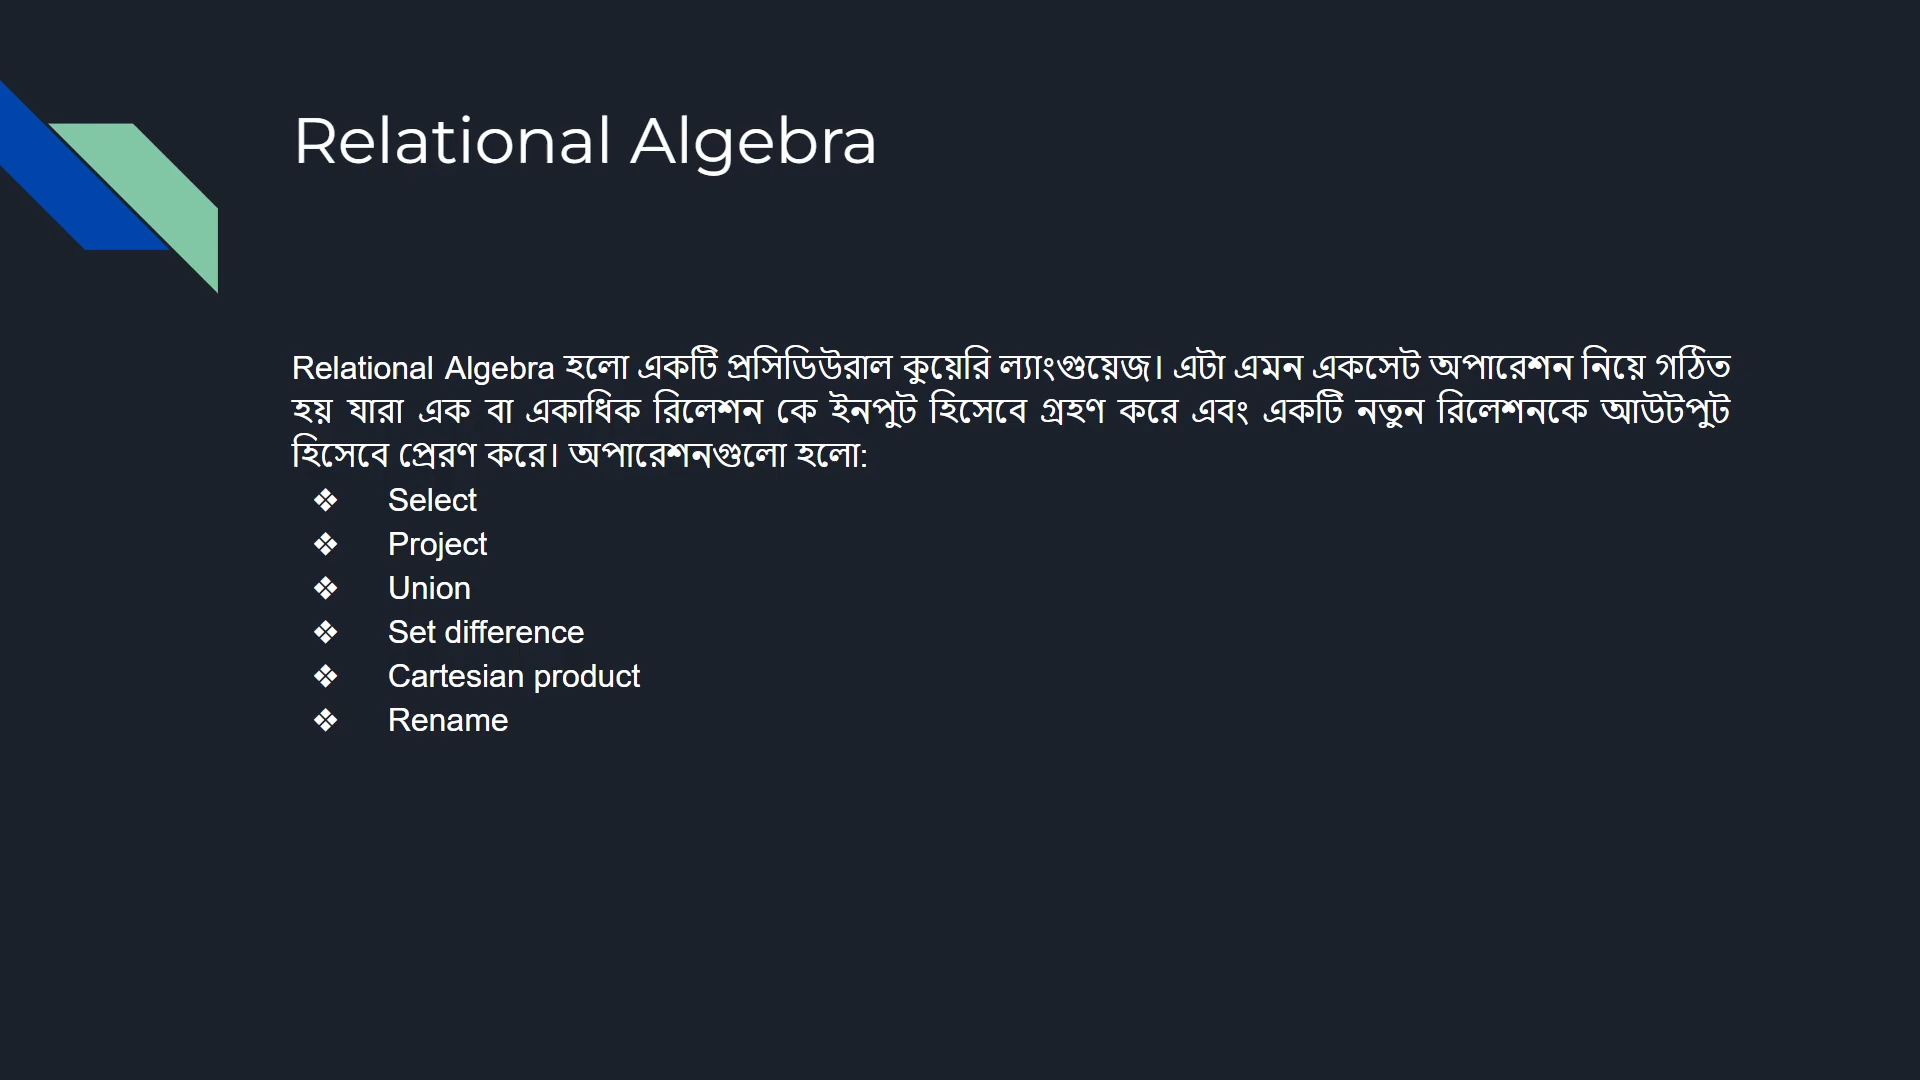 Relational Algebra
Relational Algebra হলো একটি প্রসিডিউরাল কুয়েরি ল্যাংগুয়েজ। এটা এমন একসেট অপারেশন নিয়ে গঠিত
হয় যারা এক বা একাধিক রিলেশন কে ইনপুট হিসেবে গ্রহণ করে এবং একটি নতুন রিলেশনকে আউটপুট
হিসেবে প্রেরণ করে। অপারেশনগুলো হলো:
❖ Select
❖ Project
❖ Union
❖ Set difference
❖ Cartesian product
❖ Rename